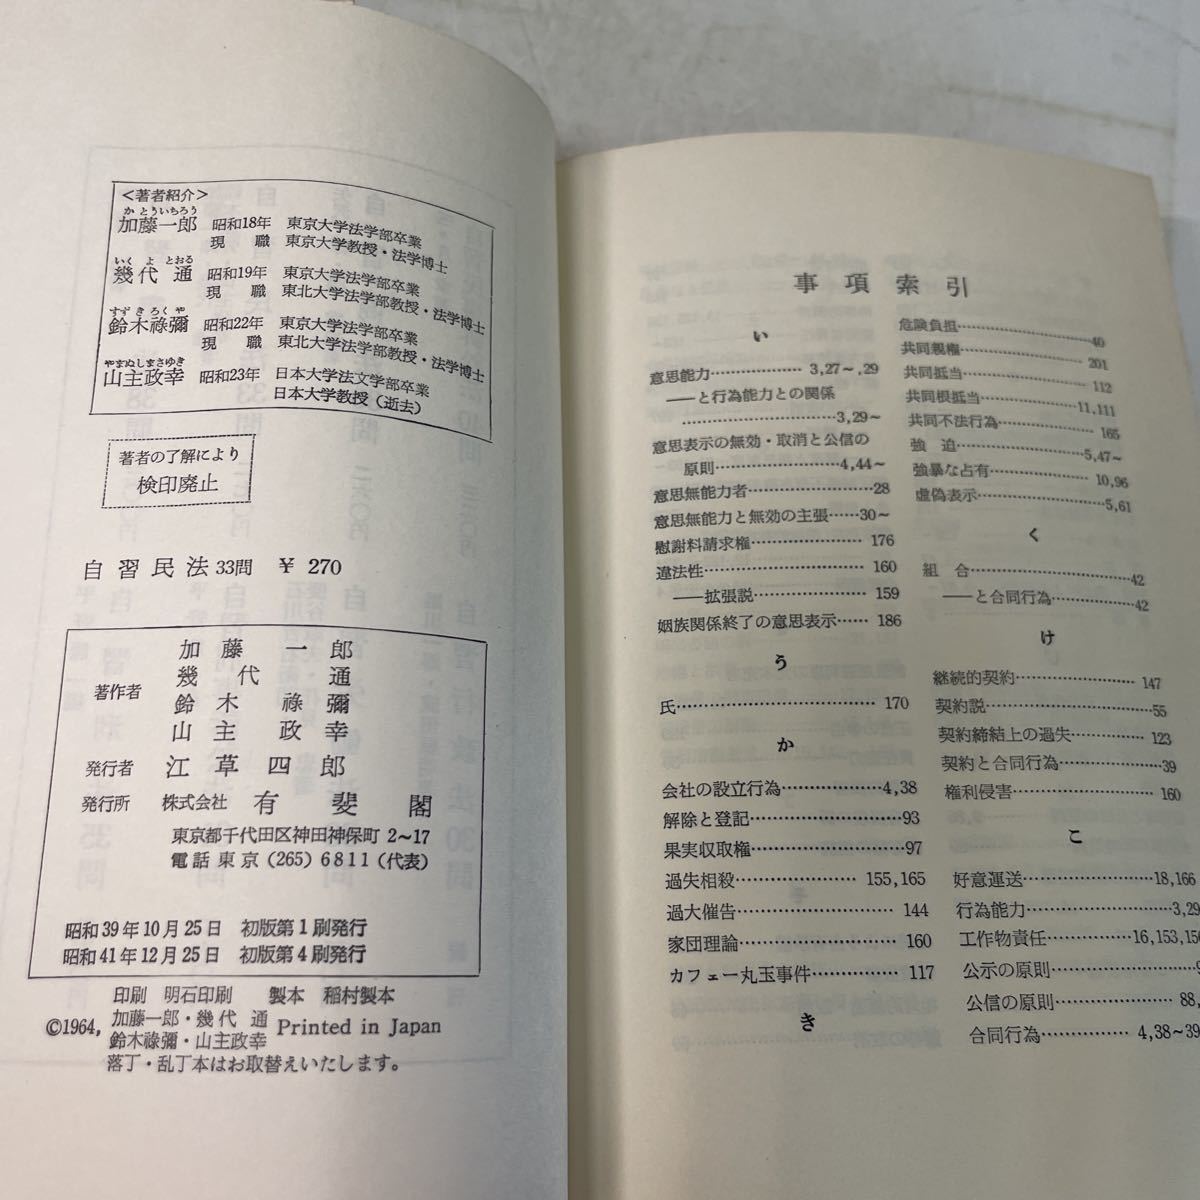 ＜著者紹介＞
か とういちろう
加藤一郎 昭和18年 東京大学法学部卒業
現 職 東京大学教授・法学博士
いく よ とおる
幾代 通 昭和19年 東京大学法学部卒業
現 職 東北大学法学部教授・法学博士
すず き ろく や
鈴木祿彌 昭和22年 東京大学法学部卒業
現 職 東北大学法学部教授・法学博士
やまぬしまさゆき
山主政幸 昭和23年 日本大学法文学部卒業
日本大学教授（逝去）
著者の了解により
検印廃止
自習民法33問 ￥270
著作者
加藤一郎
幾代 通
鈴木祿彌
山主政幸
発行者 江草四郎
発行所 株式会社 有斐閣
東京都千代田区神田神保町 2〜17
電話東京（265）6811（代表）
昭和39年10月25日 初版第1刷発行
昭和41年12月25日 初版第4刷発行
印刷 明石印刷 製本 稲村製本
©1964, 加藤一郎・幾代 通
鈴木祿彌・山主政幸 Printed in Japan
落丁・乱丁本はお取替えいたします。
事項索引
い
意思能力……………3,27〜,29
――と行為能力との関係
……………3,29〜
意思表示の無効・取消と公信の
原則……………4,44〜
意思無能力者……………28
意思無能力と無効の主張……30〜
慰謝料請求権……………176
違法性……………160
――拡張説……………159
姻族関係終了の意思表示……186
う
氏……………170
か
会社の設立行為……………4,38
解除と登記……………93
果実収取権……………97
過失相殺……………155,165
過大催告……………144
家団理論……………160
カフェー丸玉事件……………117
き
危険負担……………40
共同親権……………201
共同抵当……………112
共同根抵当……………11,111
共同不法行為……………165
強 迫……………5,47〜
強暴な占有……………10,96
虚偽表示……………5,61
く
組 合……………42
――と合同行為……………42
け
継続的契約……………147
契約説……………55
契約締結上の過失……………123
契約と合同行為……………39
権利侵害……………160
こ
好意運送……………18,166
行為能力……………3,29
工作物責任……………16,153,156
公示の原則……………
公信の原則……………88,
合同行為……………4,38〜39